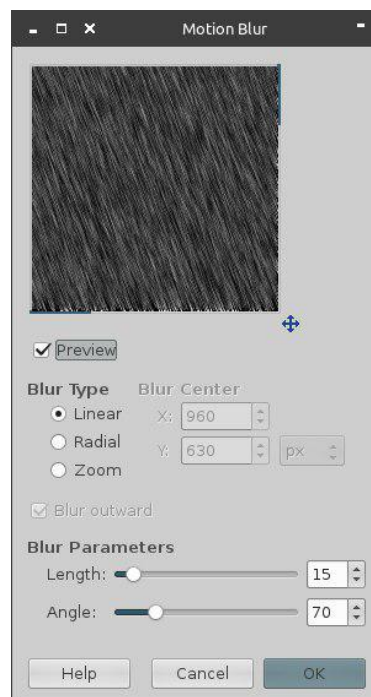 Motion Blur
Preview
Blur Type Blur Center
Linear X: 960
Radial Y: 630 px
Zoom
Blur outward
Blur Parameters
Length: 15
Angle: 70
Help Cancel OK